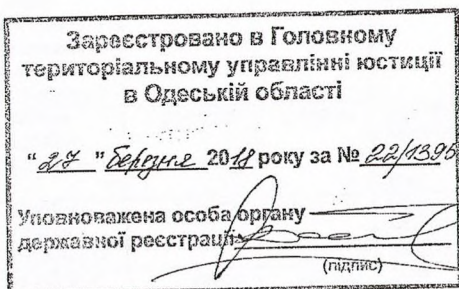 Зареєстровано в Головному
територіальному управлінні юстиції
в Одеській області
“ 27 ” березня 2018 року за № 22/1395
Уповноважена особа органу
державної реєстрації
(підпис)